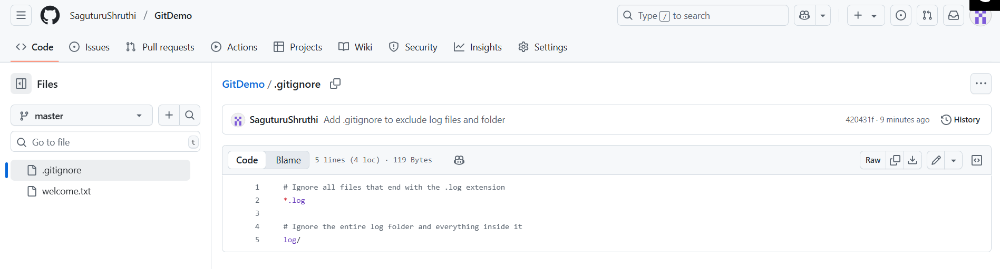 SaguturuShruthi / GitDemo
Type / to search
Code Issues Pull requests Actions Projects Wiki Security Insights Settings
Files
master
Go to file t
.gitignore
welcome.txt
GitDemo / .gitignore
SaguturuShruthi Add .gitignore to exclude log files and folder 420431f · 9 minutes ago History
Code Blame 5 lines (4 loc) · 119 Bytes Raw
1 # Ignore all files that end with the .log extension
2 *.log
3
4 # Ignore the entire log folder and everything inside it
5 log/